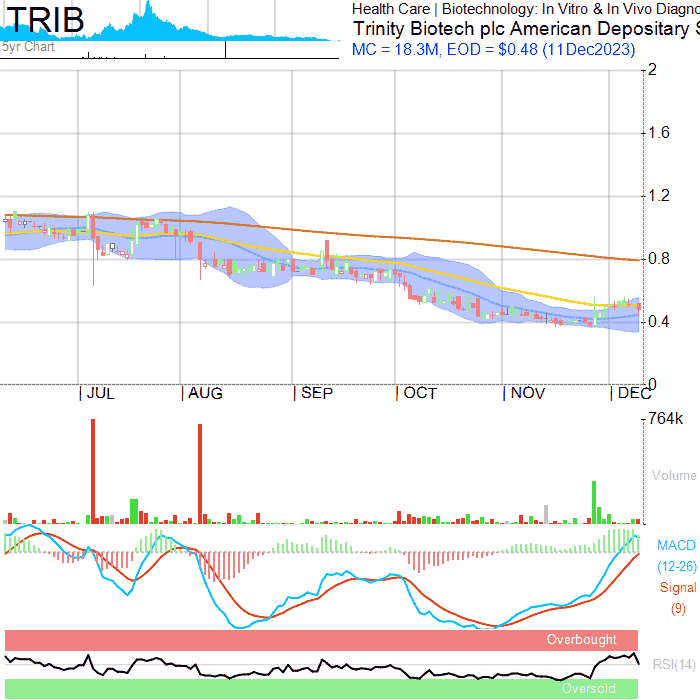 TRIB
5yr Chart
Health Care | Biotechnology: In Vitro & In Vivo Diagno
Trinity Biotech plc American Depositary S
MC = 18.3M, EOD = $0.48 (11Dec2023)
2
1.6
1.2
0.8
0.4
0
JUL AUG SEP OCT NOV DEC
764k
Volume
MACD
(12-26)
Signal
(9)
Overbought
RSI(14)
Oversold